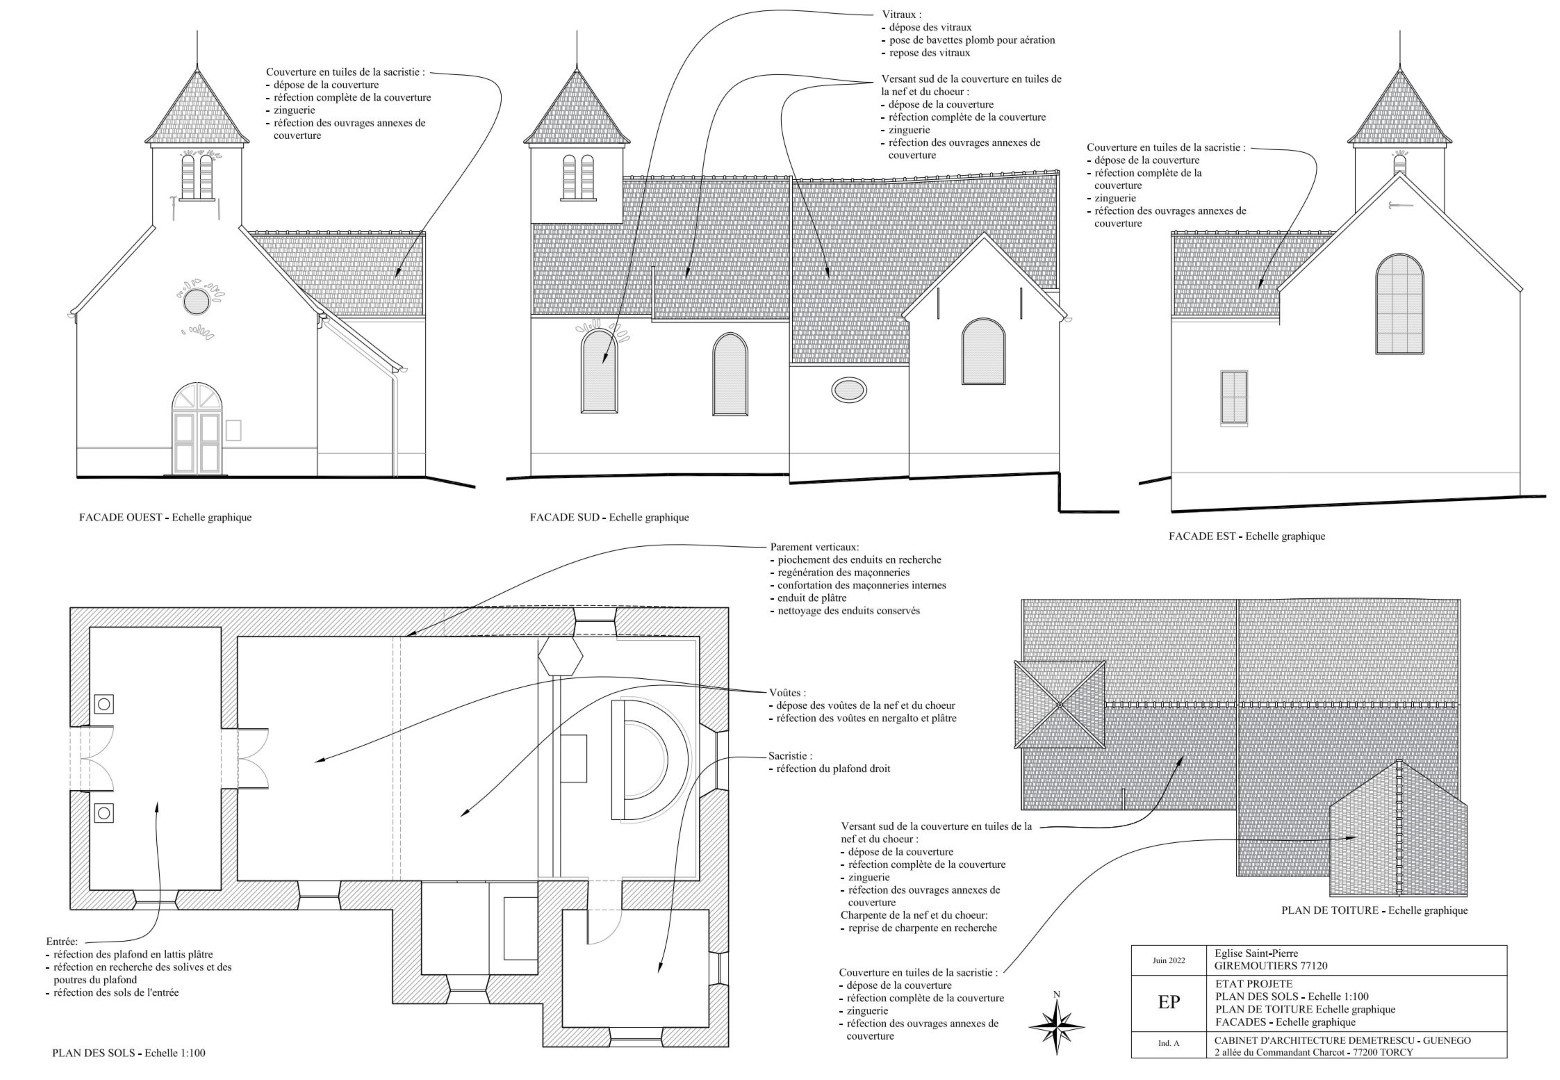 Couverture en tuiles de la sacristie :
- dépose de la couverture
- réfection complète de la couverture
- zinguerie
- réfection des ouvrages annexes de
couverture
Vitraux :
- dépose des vitraux
- pose de bavettes plomb pour aération
- repose des vitraux
Versant sud de la couverture en tuiles de
la nef et du choeur :
- dépose de la couverture
- réfection complète de la couverture
- zinguerie
- réfection des ouvrages annexes de
couverture
Couverture en tuiles de la sacristie :
- dépose de la couverture
- réfection complète de la
couverture
- zinguerie
- réfection des ouvrages annexes de
couverture
FACADE OUEST - Echelle graphique
FACADE SUD - Echelle graphique
FACADE EST - Echelle graphique
Parement verticaux:
- piochement des enduits en recherche
- regénération des maçonneries
- confortation des maçonneries internes
- enduit de plâtre
- nettoyage des enduits conservés
Voûtes :
- dépose des voûtes de la nef et du choeur
- réfection des voûtes en nergalto et plâtre
Sacristie :
- réfection du plafond droit
Versant sud de la couverture en tuiles de la
nef et du choeur :
- dépose de la couverture
- réfection complète de la couverture
- zinguerie
- réfection des ouvrages annexes de
couverture
Charpente de la nef et du choeur:
- reprise de charpente en recherche
PLAN DE TOITURE - Echelle graphique
Entrée:
- réfection des plafond en lattis plâtre
- réfection en recherche des solives et des
poutres du plafond
- réfection des sols de l'entrée
Couverture en tuiles de la sacristie :
- dépose de la couverture
- réfection complète de la couverture
- zinguerie
- réfection des ouvrages annexes de
couverture
PLAN DES SOLS - Echelle 1:100
N
Juin 2022
Eglise Saint-Pierre
GIREMOUTIERS 77120
EP
ETAT PROJETE
PLAN DES SOLS - Echelle 1:100
PLAN DE TOITURE Echelle graphique
FACADES - Echelle graphique
Ind. A
CABINET D'ARCHITECTURE DEMETRESCU - GUENEGO
2 allée du Commandant Charcot - 77200 TORCY